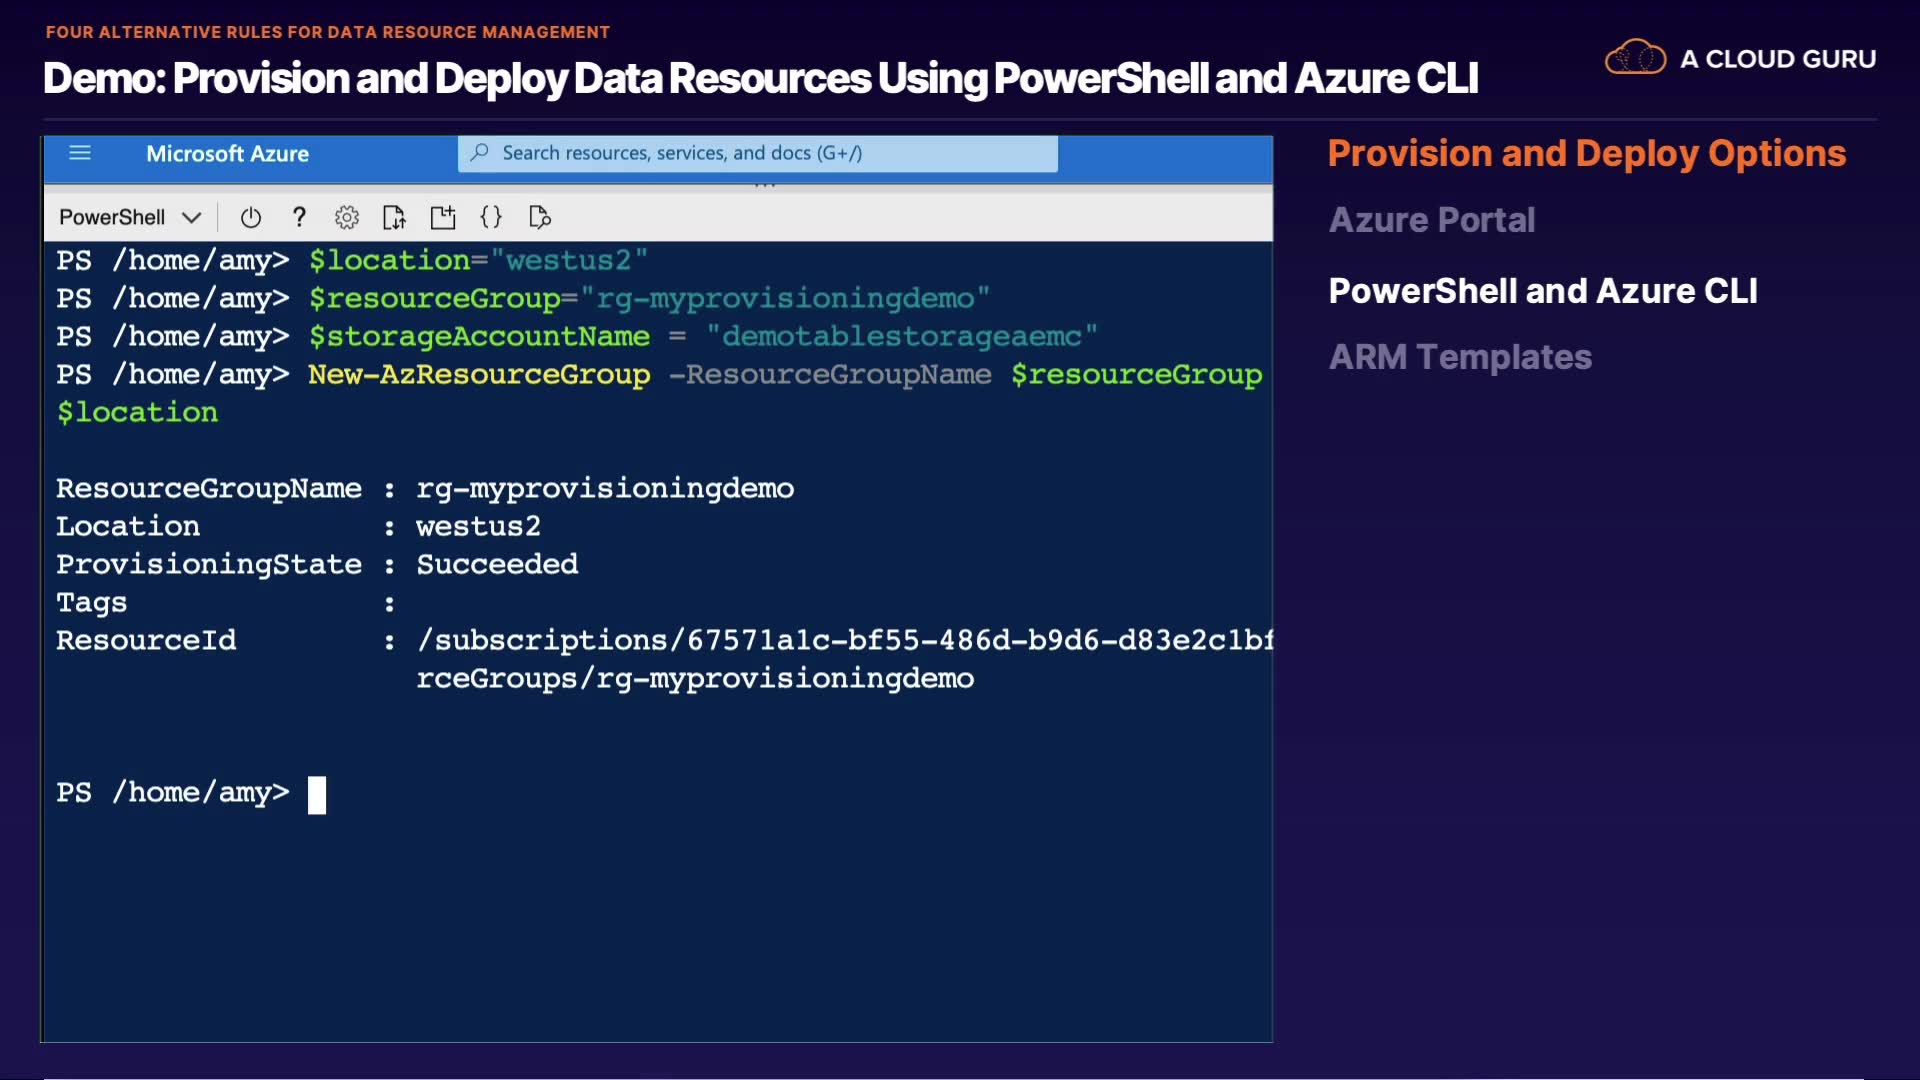 FOUR ALTERNATIVE RULES FOR DATA RESOURCE MANAGEMENT
Demo: Provision and Deploy Data Resources Using PowerShell and Azure CLI
A CLOUD GURU
Microsoft Azure
Search resources, services, and docs (G+/)
PowerShell
PS /home/amy> $location="westus2"
PS /home/amy> $resourceGroup="rg-myprovisioningdemo"
PS /home/amy> $storageAccountName = "demotablestorageaemc"
PS /home/amy> New-AzResourceGroup -ResourceGroupName $resourceGroup
$location
ResourceGroupName : rg-myprovisioningdemo
Location : westus2
ProvisioningState : Succeeded
Tags :
ResourceId : /subscriptions/67571a1c-bf55-486d-b9d6-d83e2c1bf
rceGroups/rg-myprovisioningdemo
PS /home/amy>
Provision and Deploy Options
Azure Portal
PowerShell and Azure CLI
ARM Templates